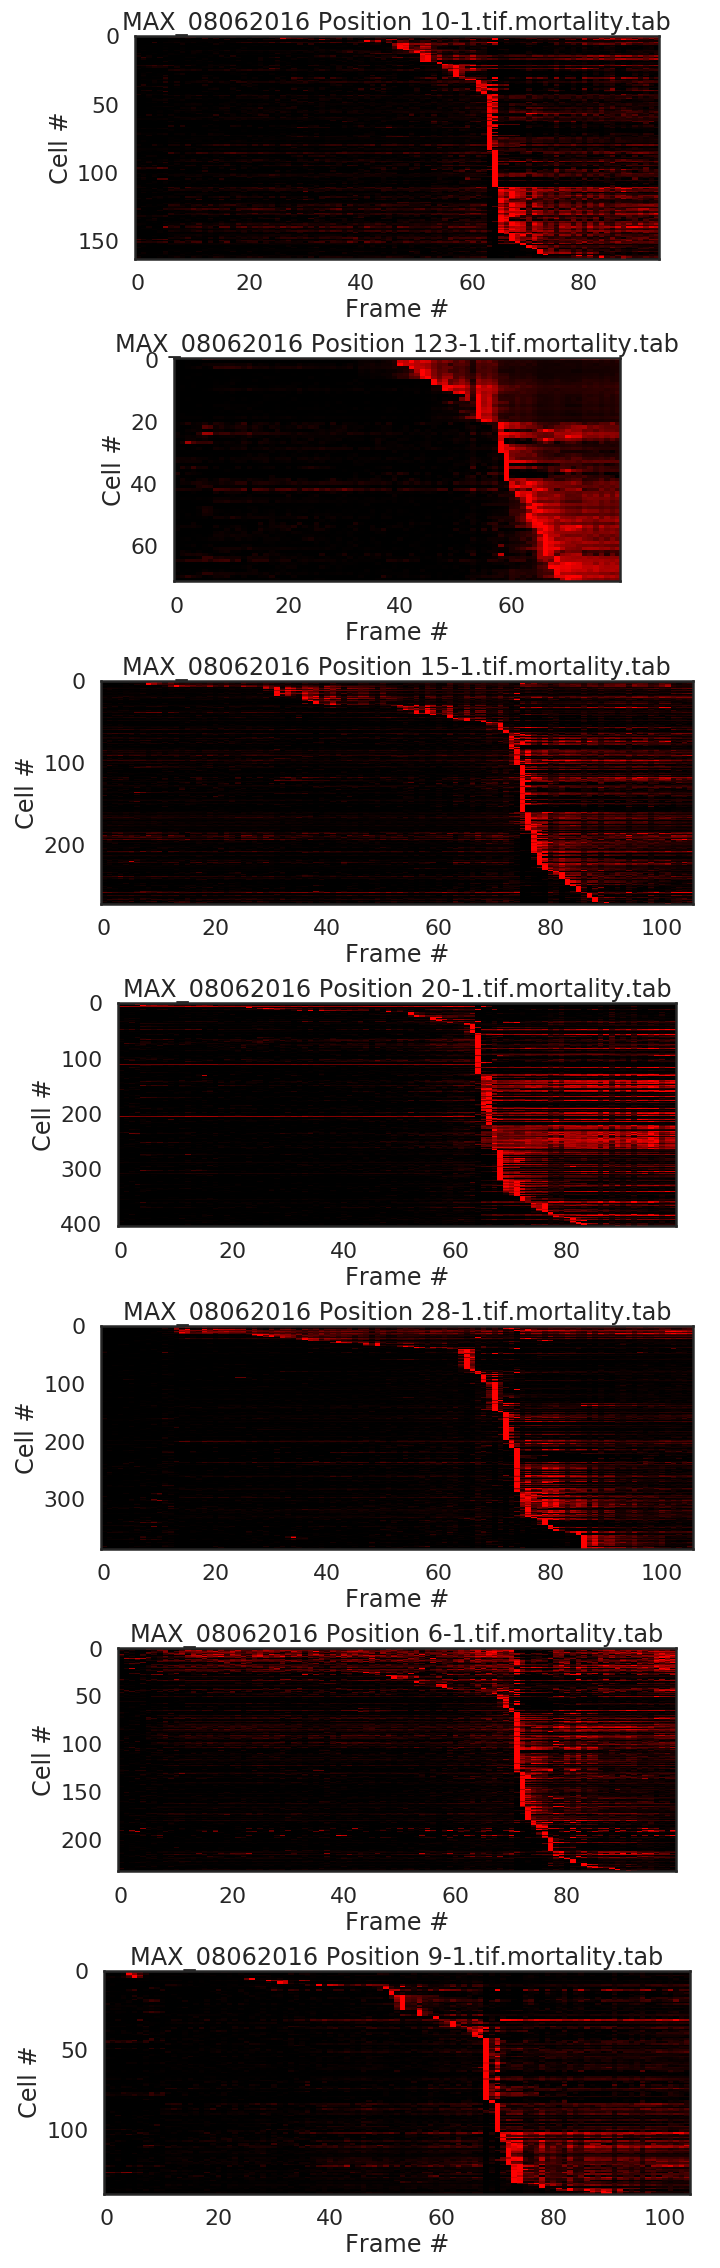 MAX_08062016 Position 10-1.tif.mortality.tab
0
50
100
150
Cell #
0 20 40 60 80
Frame #
MAX_08062016 Position 123-1.tif.mortality.tab
0
20
40
60
Cell #
0 20 40 60
Frame #
MAX_08062016 Position 15-1.tif.mortality.tab
0
100
200
Cell #
0 20 40 60 80 100
Frame #
MAX_08062016 Position 20-1.tif.mortality.tab
0
100
200
300
400
Cell #
0 20 40 60 80
Frame #
MAX_08062016 Position 28-1.tif.mortality.tab
0
100
200
300
Cell #
0 20 40 60 80 100
Frame #
MAX_08062016 Position 6-1.tif.mortality.tab
0
50
100
150
200
Cell #
0 20 40 60 80
Frame #
MAX_08062016 Position 9-1.tif.mortality.tab
0
50
100
Cell #
0 20 40 60 80 100
Frame #